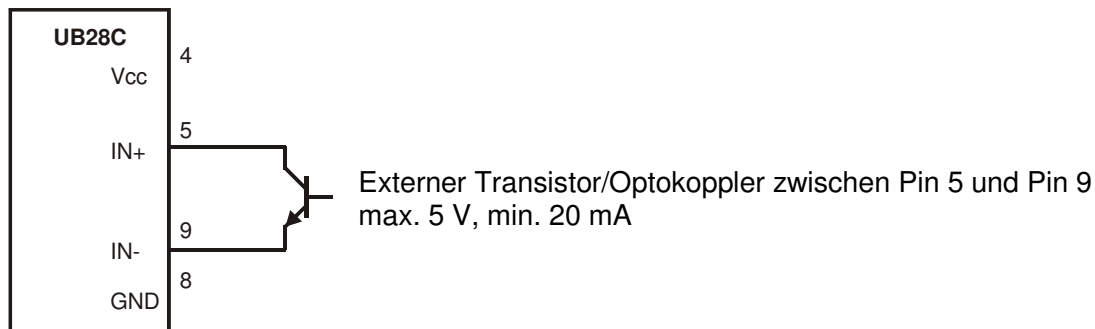 UB28C
4
Vcc
5
IN+
Externer Transistor/Optokoppler zwischen Pin 5 und Pin 9
max. 5 V, min. 20 mA
9
IN-
8
GND